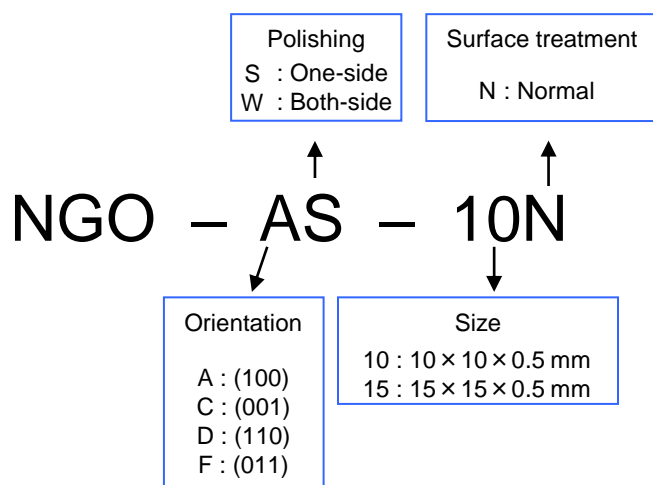 Polishing
S : One-side
W : Both-side
Surface treatment
N : Normal
NGO – AS – 10N
Orientation
A : (100)
C : (001)
D : (110)
F : (011)
Size
10 : 10×10×0.5 mm
15 : 15×15×0.5 mm